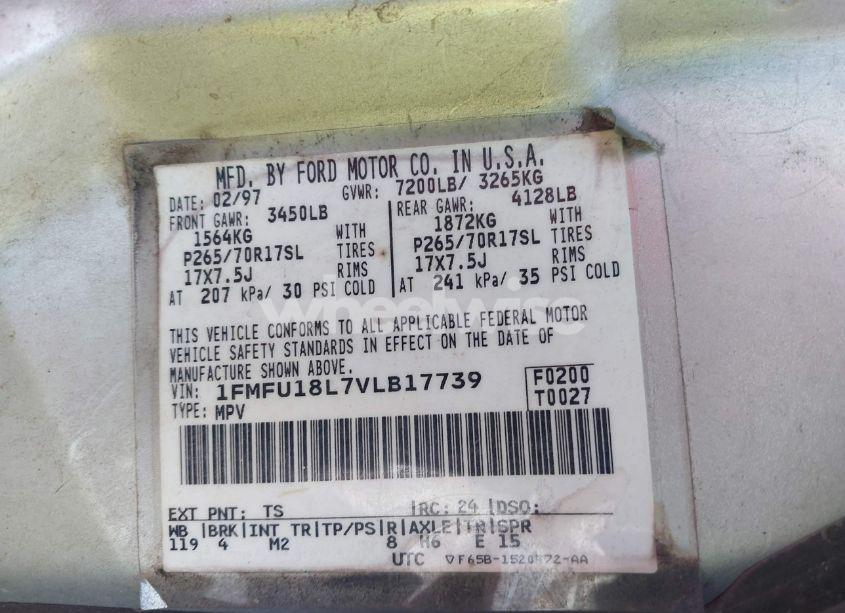 MFD. BY FORD MOTOR CO. IN U.S.A.
DATE: 02/97 GVWR: 7200LB/ 3265KG
FRONT GAWR: 3450LB REAR GAWR: 4128LB
1564KG WITH 1872KG WITH
P265/70R17SL TIRES P265/70R17SL TIRES
17X7.5J RIMS 17X7.5J RIMS
AT 207 kPa/ 30 PSI COLD AT 241 kPa/ 35 PSI COLD
wheelwise
THIS VEHICLE CONFORMS TO ALL APPLICABLE FEDERAL MOTOR
VEHICLE SAFETY STANDARDS IN EFFECT ON THE DATE OF
MANUFACTURE SHOWN ABOVE.
VIN: 1FMFU18L7VLB17739 F0200
TYPE: MPV T0027
EXT PNT: TS RC: 24 DSO:
WB BRK INT TR TP/PS R AXLE TR SPR
119 4 M2 8 H6 E 15
UTC